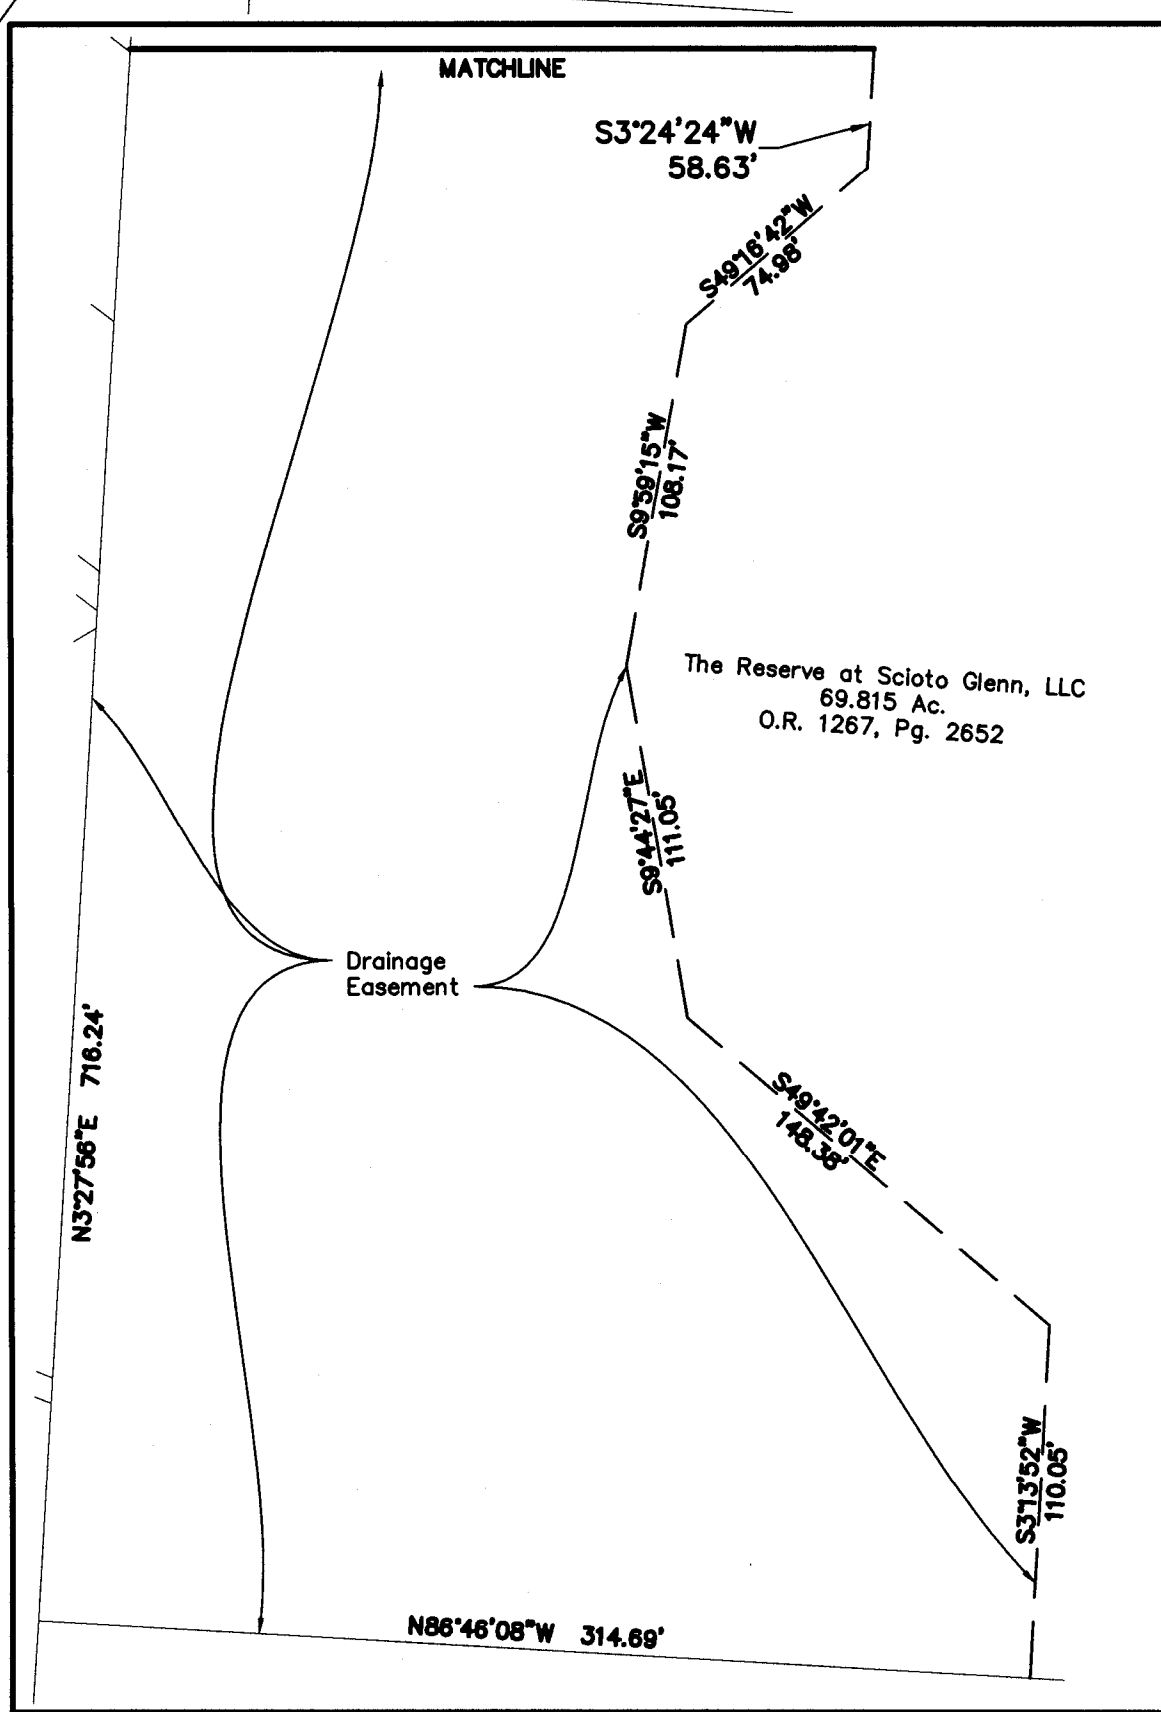 MATCHLINE
S3°24'24"W
58.63'
S49°16'42"W
74.98'
S9°59'15"W
108.17'
The Reserve at Scioto Glenn, LLC
69.815 Ac.
O.R. 1267, Pg. 2652
S9°44'27"E
111.05'
Drainage
Easement
N3°27'56"E 716.24'
S49°42'01"E
148.38'
S3°13'52"W
110.05'
N86°46'08"W 314.69'